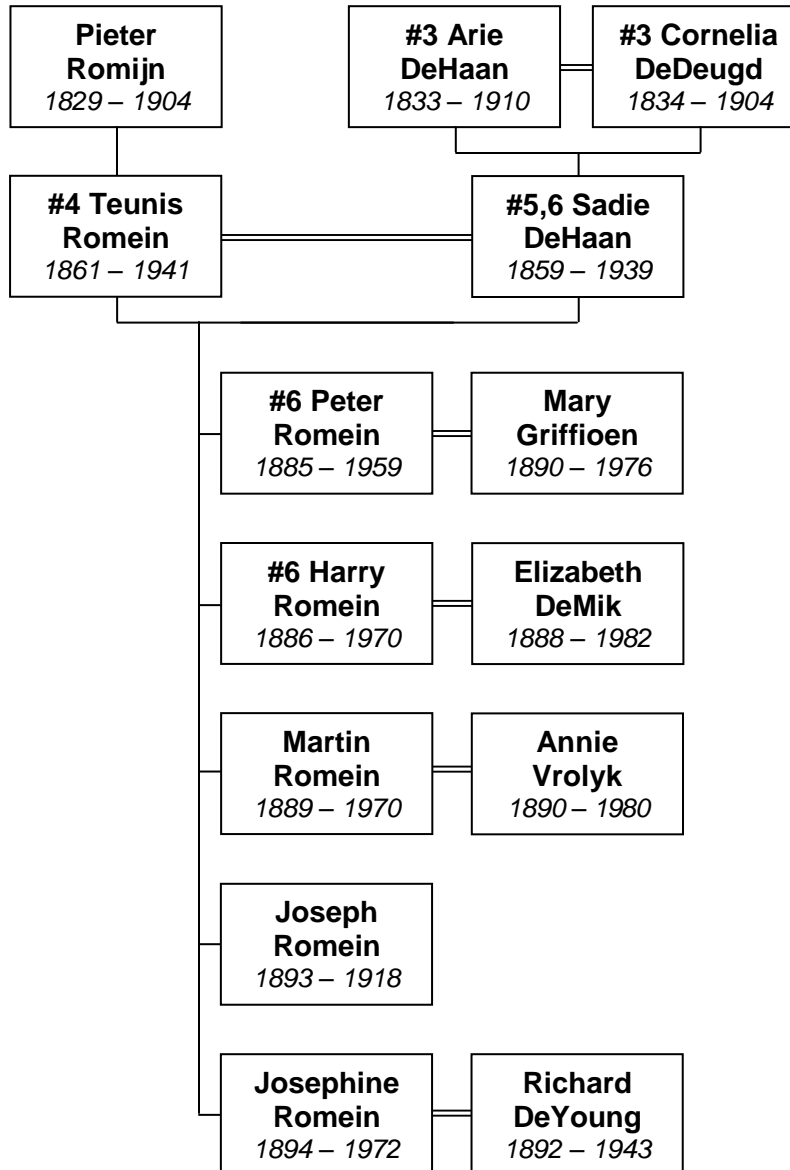 Pieter
Romijn
1829 – 1904
#3 Arie
DeHaan
1833 – 1910
#3 Cornelia
DeDeugd
1834 – 1904
#4 Teunis
Romein
1861 – 1941
#5,6 Sadie
DeHaan
1859 – 1939
#6 Peter
Romein
1885 – 1959
Mary
Griffioen
1890 – 1976
#6 Harry
Romein
1886 – 1970
Elizabeth
DeMik
1888 – 1982
Martin
Romein
1889 – 1970
Annie
Vrolyk
1890 – 1980
Joseph
Romein
1893 – 1918
Josephine
Romein
1894 – 1972
Richard
DeYoung
1892 – 1943